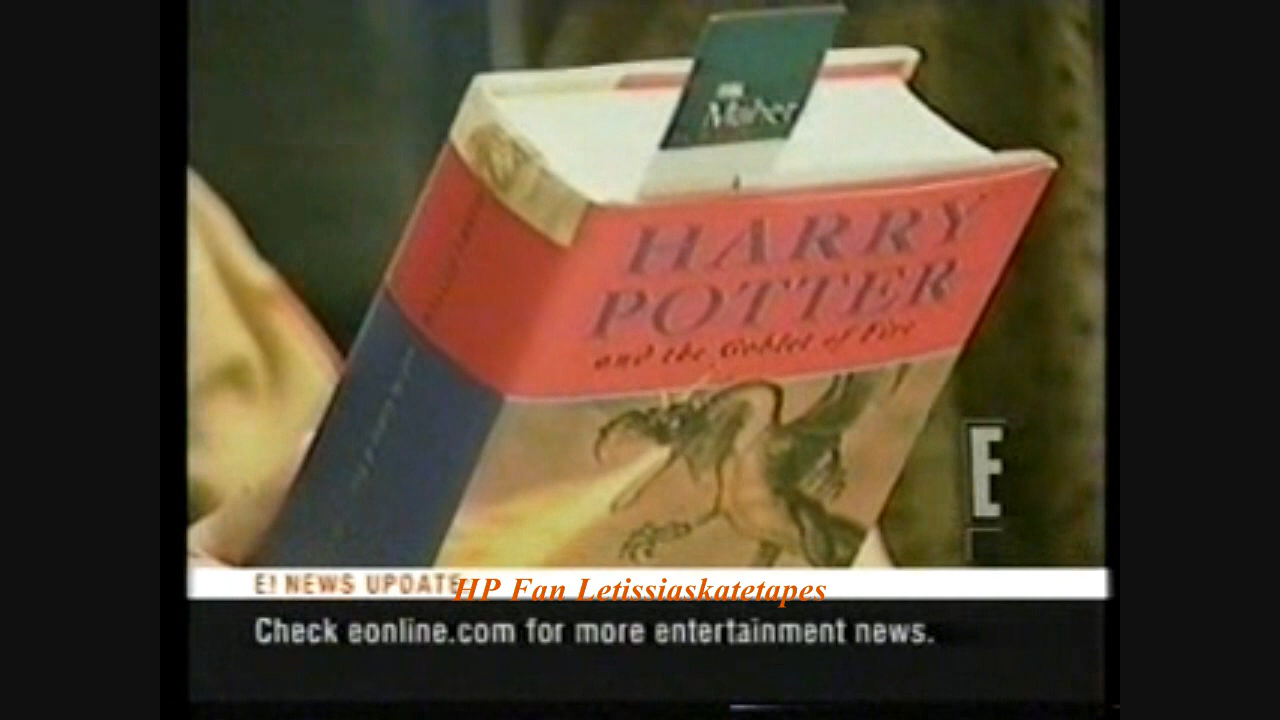 Maher
HARRY
POTTER
and the Goblet of Fire
E
E! NEWS UPDATE
HP Fan Letissiaskatetapes
Check eonline.com for more entertainment news.